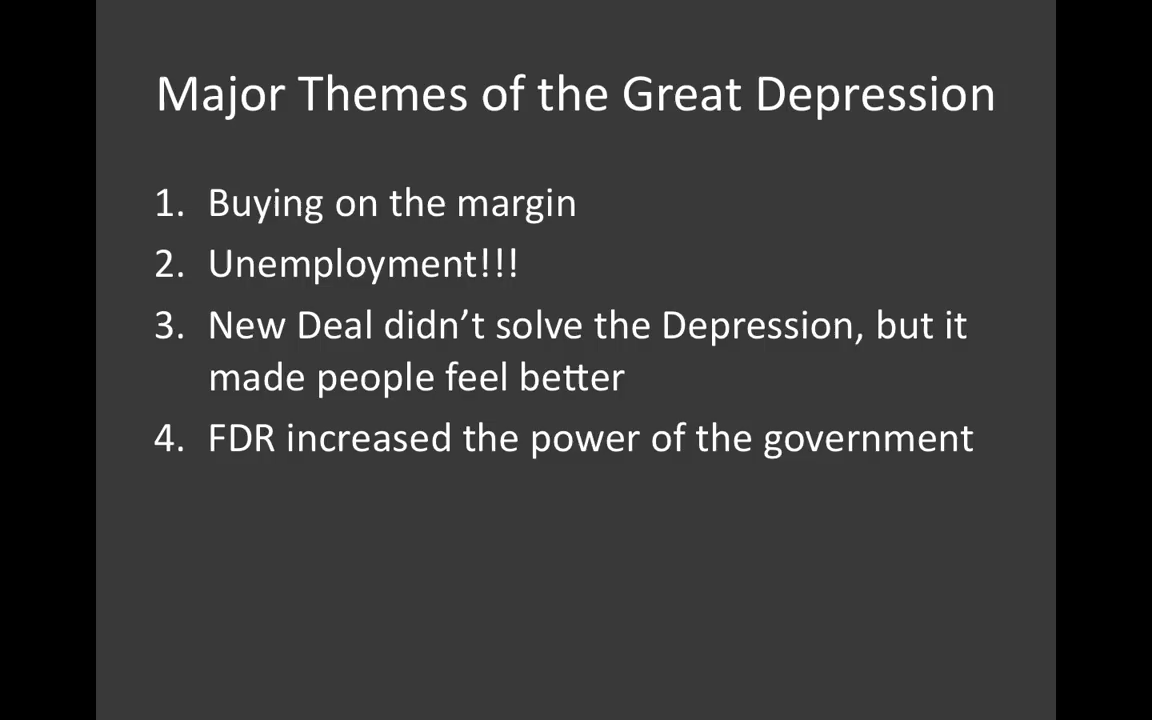 Major Themes of the Great Depression
1. Buying on the margin
2. Unemployment!!!
3. New Deal didn’t solve the Depression, but it
made people feel better
4. FDR increased the power of the government